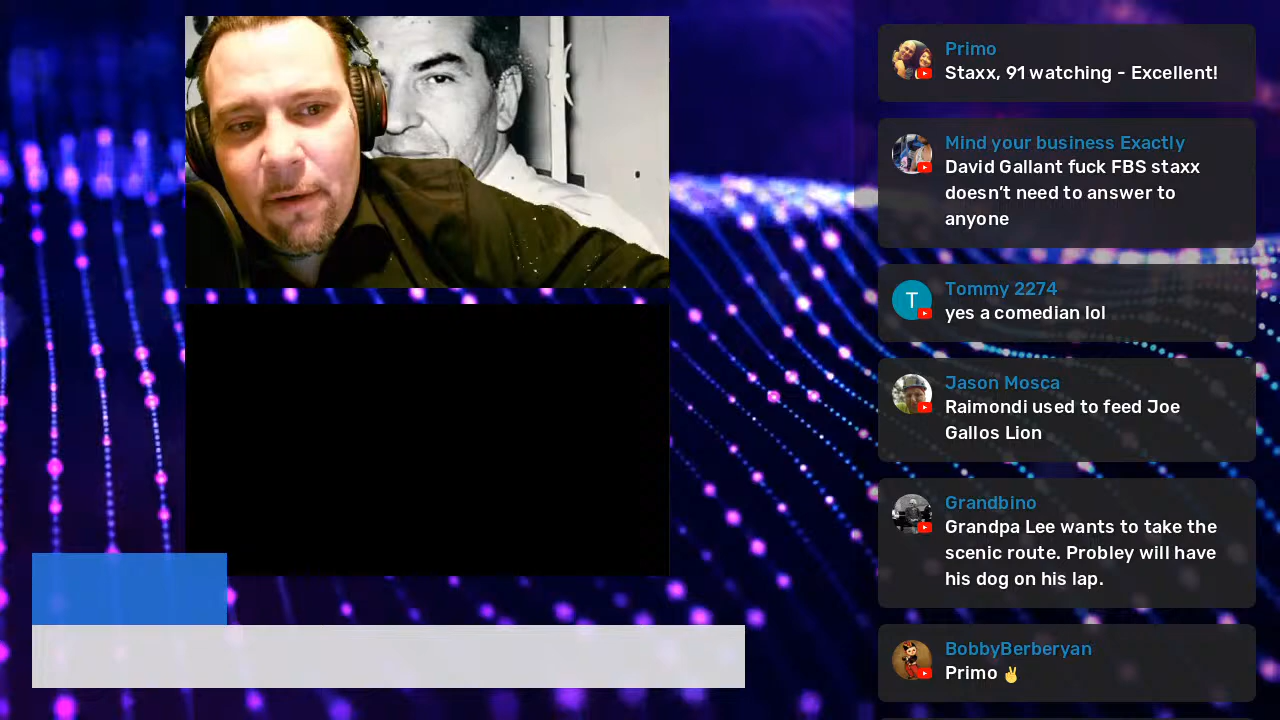 Primo
Staxx, 91 watching - Excellent!
Mind your business Exactly
David Gallant fuck FBS staxx
doesn’t need to answer to
anyone
Tommy 2274
T
yes a comedian lol
Jason Mosca
Raimondi used to feed Joe
Gallos Lion
Grandbino
Grandpa Lee wants to take the
scenic route. Probley will have
his dog on his lap.
BobbyBerberyan
Primo ✌